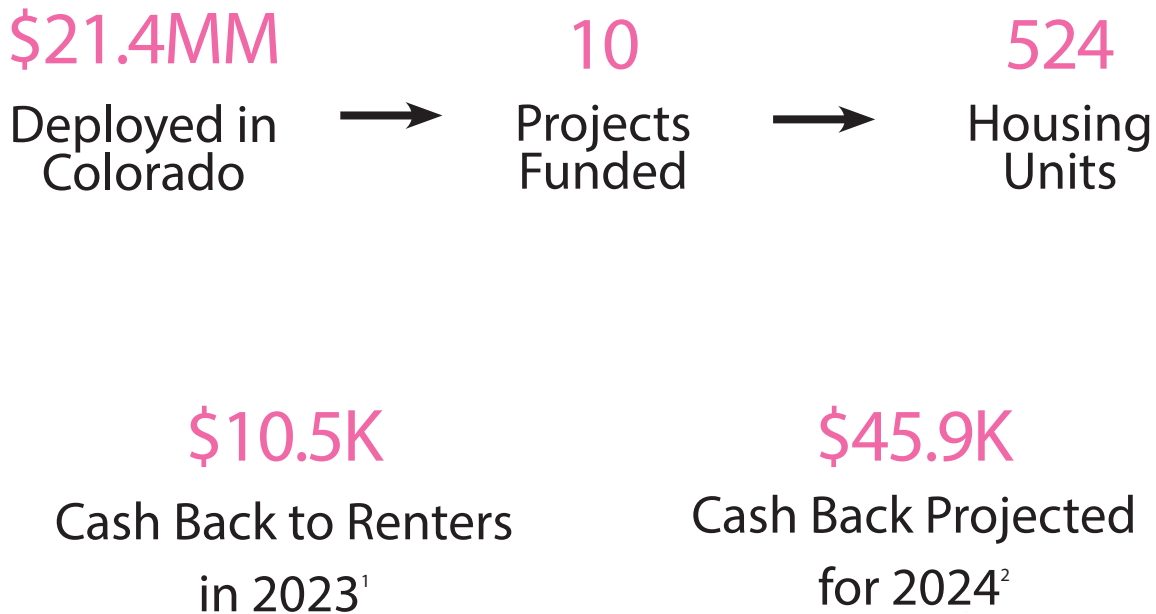 $21.4MM
Deployed in
Colorado
10
Projects
Funded
524
Housing
Units
$10.5K
Cash Back to Renters
in 2023¹
$45.9K
Cash Back Projected
for 2024²